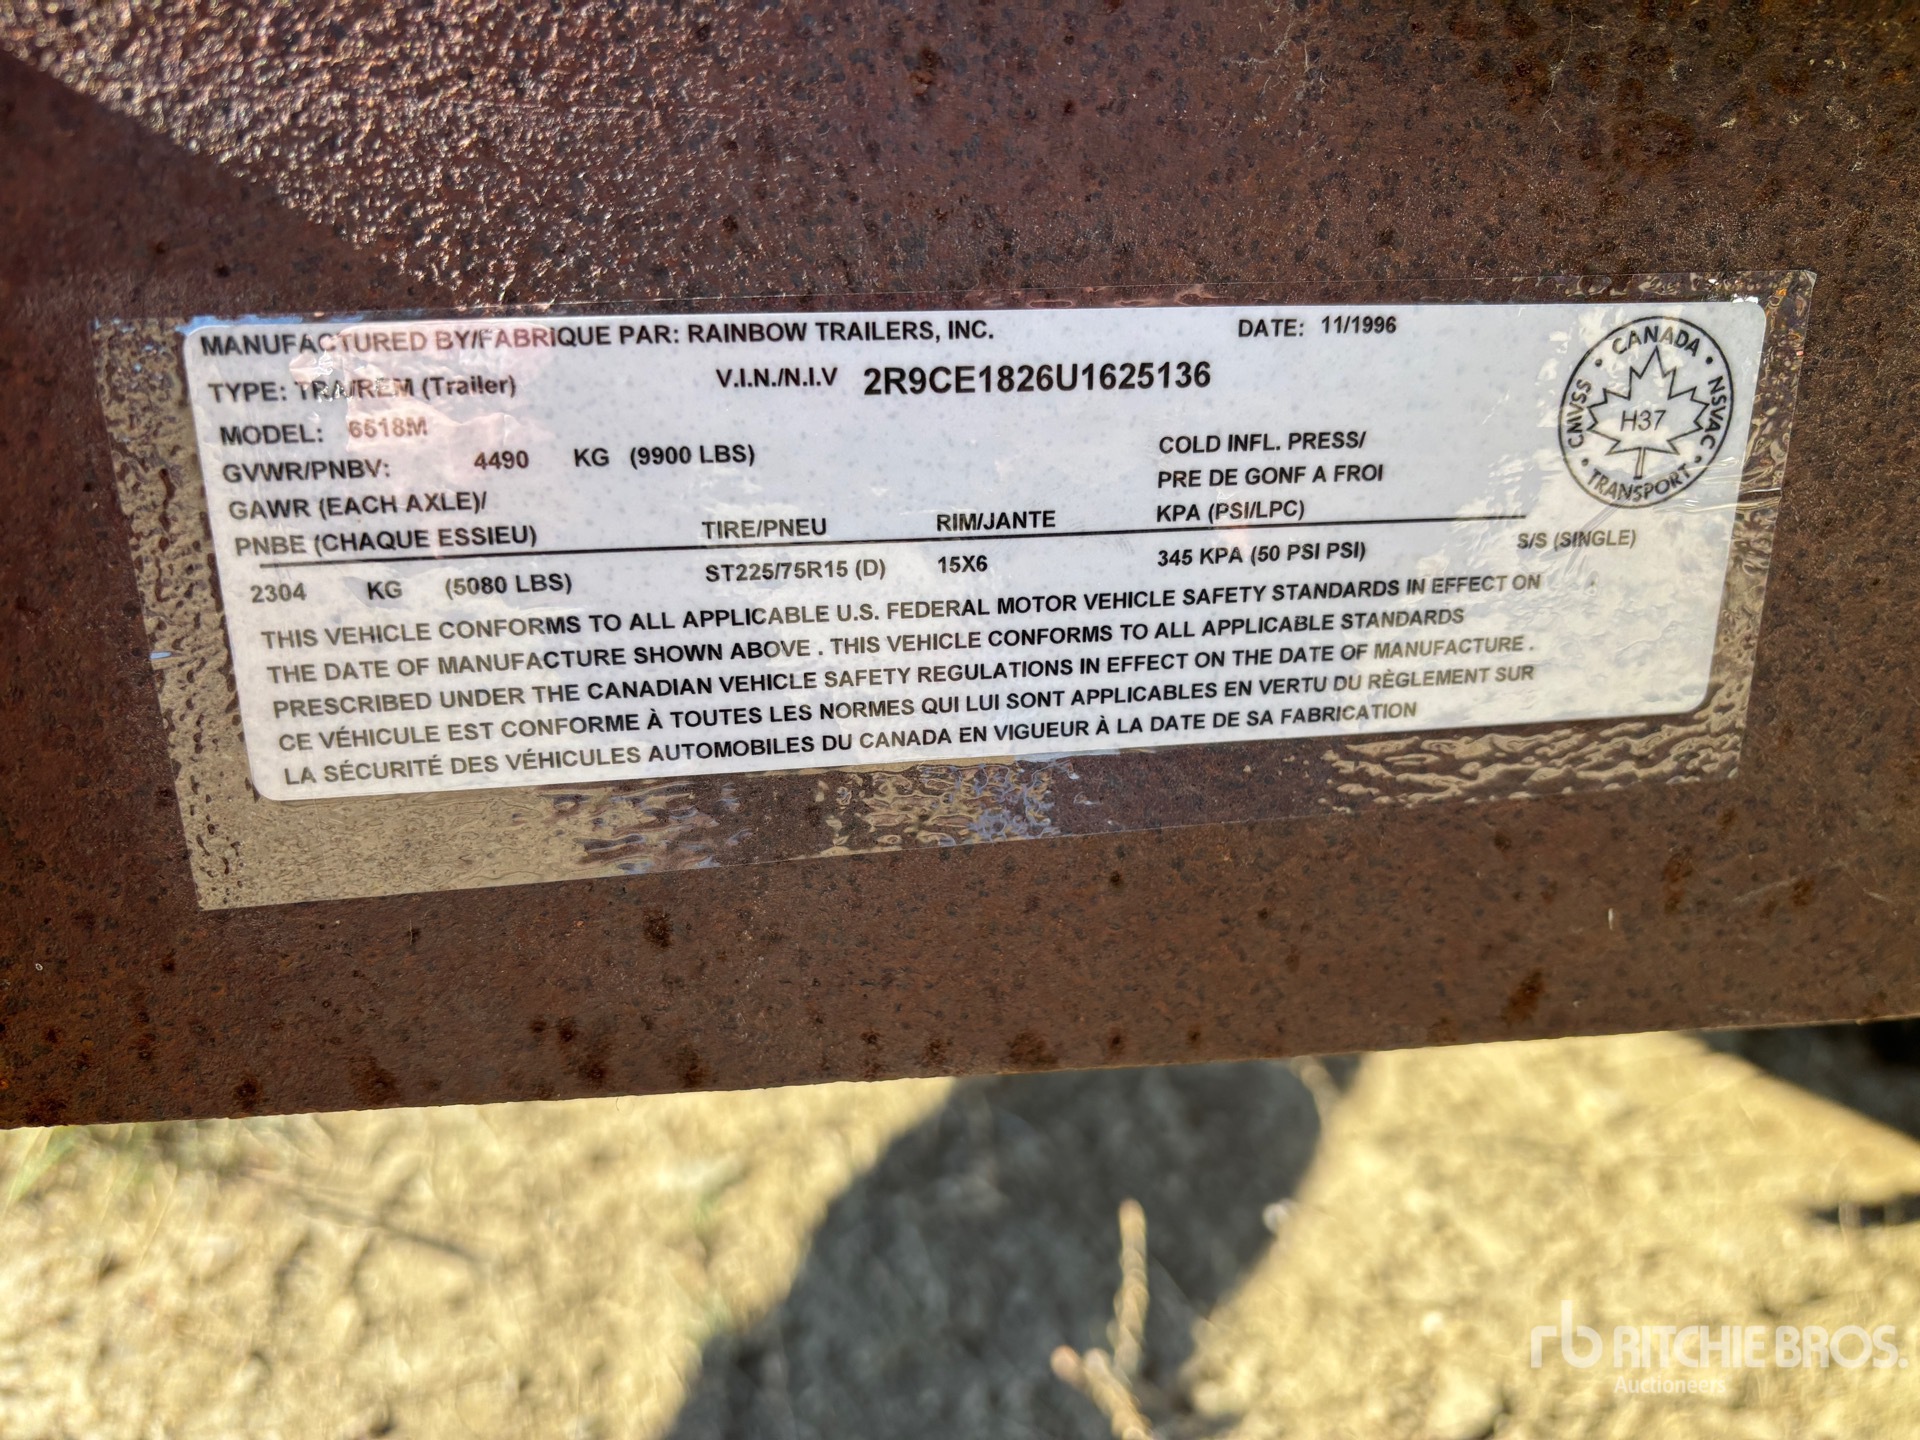 MANUFACTURED BY/FABRIQUE PAR: RAINBOW TRAILERS, INC.
DATE: 11/1996
TYPE: TRA/REM (Trailer)
V.I.N./N.I.V 2R9CE1826U1625136
MODEL: 6518M
GVWR/PNBV: 4490 KG (9900 LBS)
GAWR (EACH AXLE)/
PNBE (CHAQUE ESSIEU)
TIRE/PNEU
RIM/JANTE
COLD INFL. PRESS/
PRE DE GONF A FROI
KPA (PSI/LPC)
2304 KG (5080 LBS) ST225/75R15 (D) 15X6 345 KPA (50 PSI PSI) S/S (SINGLE)
THIS VEHICLE CONFORMS TO ALL APPLICABLE U.S. FEDERAL MOTOR VEHICLE SAFETY STANDARDS IN EFFECT ON
THE DATE OF MANUFACTURE SHOWN ABOVE . THIS VEHICLE CONFORMS TO ALL APPLICABLE STANDARDS
PRESCRIBED UNDER THE CANADIAN VEHICLE SAFETY REGULATIONS IN EFFECT ON THE DATE OF MANUFACTURE .
CE VÉHICULE EST CONFORME À TOUTES LES NORMES QUI LUI SONT APPLICABLES EN VERTU DU RÈGLEMENT SUR
LA SÉCURITÉ DES VÉHICULES AUTOMOBILES DU CANADA EN VIGUEUR À LA DATE DE SA FABRICATION
CANADA • NSVAC • TRANSPORT • CMVSS •
H37
rb RITCHIE BROS.
Auctioneers